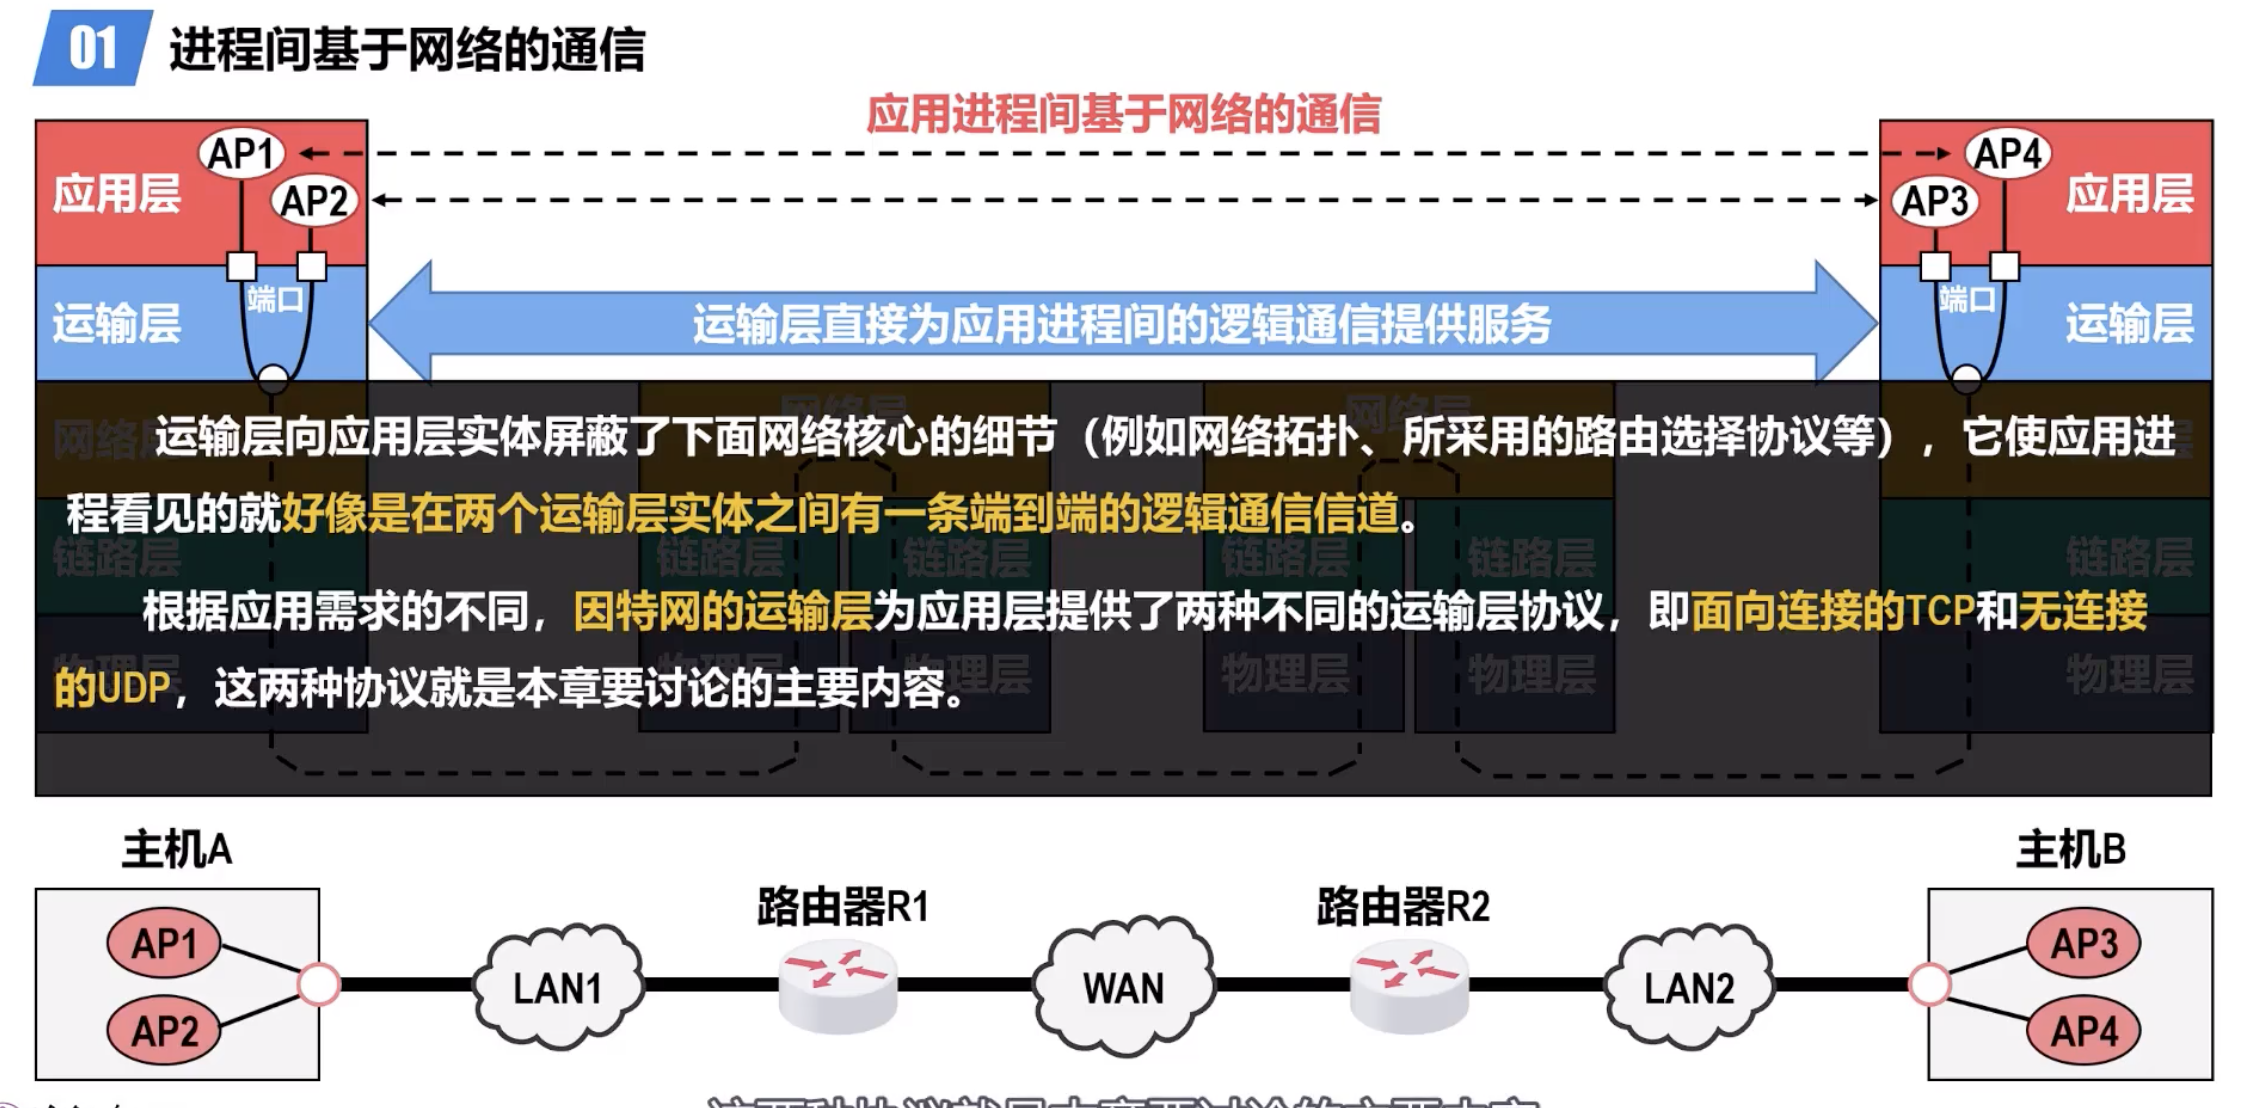 01 进程间基于网络的通信
应用进程间基于网络的通信
应用层 AP1 AP4 应用层
AP2 AP3
运输层 端口 运输层直接为应用进程间的逻辑通信提供服务 端口 运输层
网络层 网络层
运输层向应用层实体屏蔽了下面网络核心的细节（例如网络拓扑、所采用的路由选择协议等），它使应用进
程看见的就好像是在两个运输层实体之间有一条端到端的逻辑通信信道。
链路层 链路层 链路层 链路层 链路层 链路层
根据应用需求的不同，因特网的运输层为应用层提供了两种不同的运输层协议，即面向连接的TCP和无连接
的UDP，这两种协议就是本章要讨论的主要内容。
物理层 物理层 物理层 物理层 物理层 物理层
主机A 主机B
路由器R1 路由器R2
AP1 AP3
LAN1 WAN LAN2
AP2 AP4